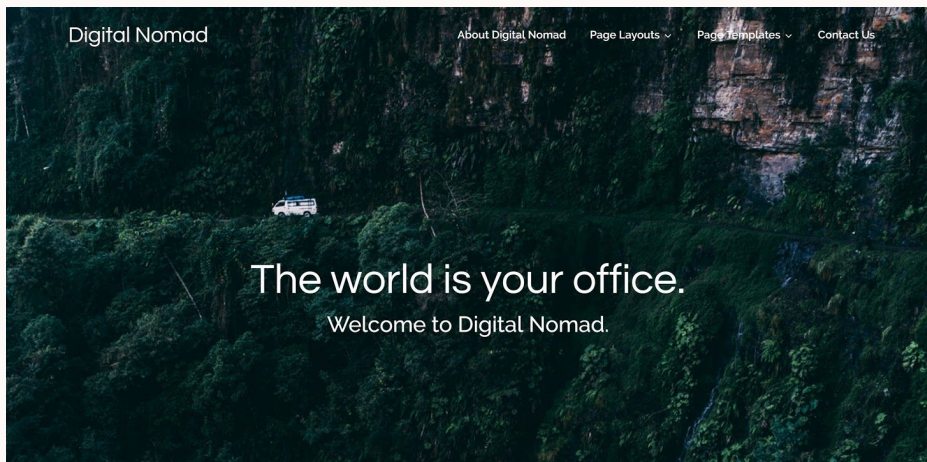 Digital Nomad
About Digital Nomad Page Layouts Page Templates Contact Us
The world is your office.
Welcome to Digital Nomad.